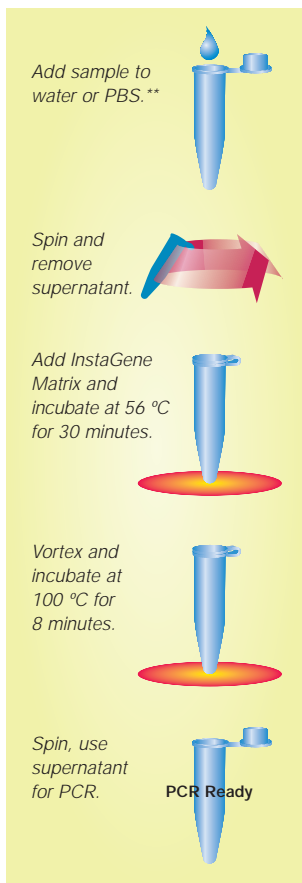 Add sample to
water or PBS.**
Spin and
remove
supernatant.
Add InstaGene
Matrix and
incubate at 56 ºC
for 30 minutes.
Vortex and
incubate at
100 ºC for
8 minutes.
Spin, use
supernatant
for PCR.
PCR Ready